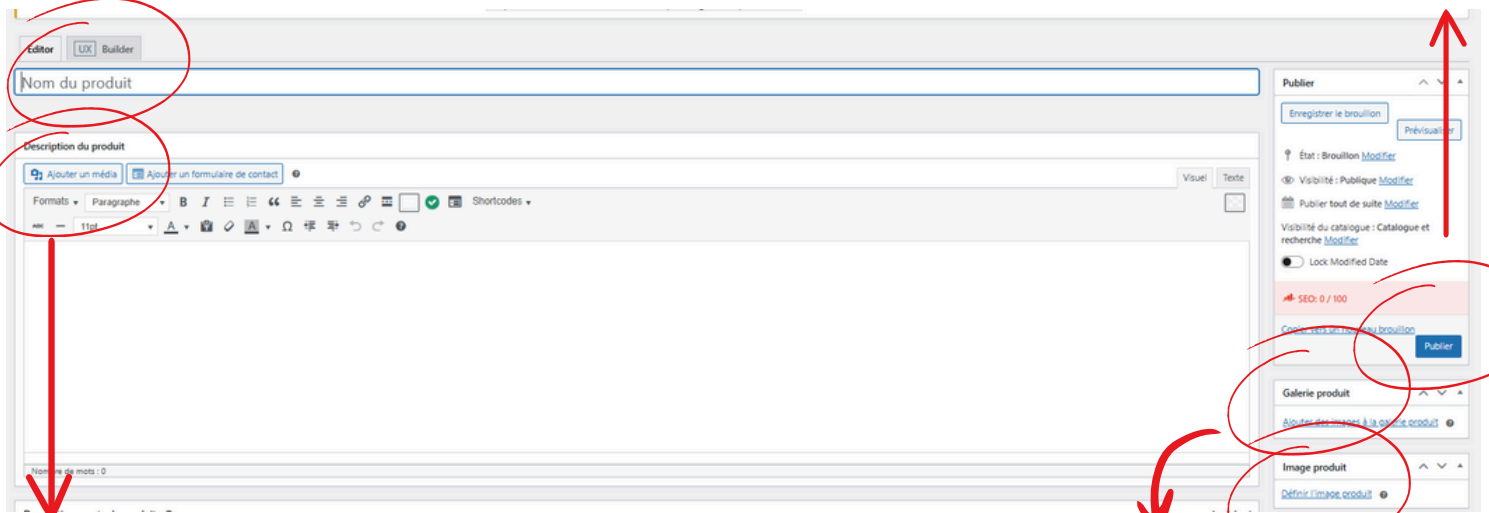 Editor UX Builder
Nom du produit
Description du produit
Ajouter un média Ajouter un formulaire de contact
Visuel Texte
Formats Paragraphe B I Shortcodes
ABC 11pt A A Ω
Nombre de mots : 0
Publier
Enregistrer le brouillon
Prévisualiser
État : Brouillon Modifier
Visibilité : Publique Modifier
Publier tout de suite Modifier
Visibilité du catalogue : Catalogue et
recherche Modifier
Lock Modified Date
SEO: 0 / 100
Copier vers un nouveau brouillon
Publier
Galerie produit
Ajouter des images à la galerie produit
Image produit
Définir l'image produit